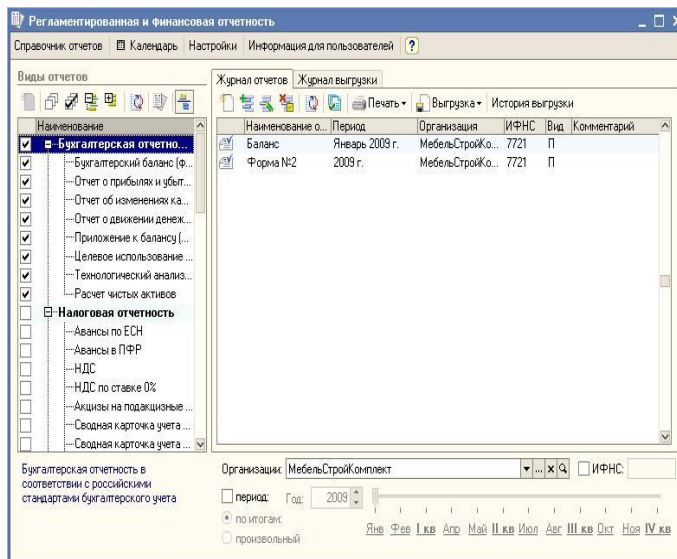 Регламентированная и финансовая отчетность
Справочник отчетов Календарь Настройки Информация для пользователей ?
Виды отчетов
Журнал отчетов Журнал выгрузки
Печать Выгрузка История выгрузки
Наименование
Бухгалтерская отчетно...
Бухгалтерский баланс (ф...
Отчет о прибылях и убыт...
Отчет об изменениях ка...
Отчет о движении денеж...
Приложение к балансу (...
Целевое использование ...
Технологический анализ...
Расчет чистых активов
Налоговая отчетность
Авансы по ЕСН
Авансы в ПФР
НДС
НДС по ставке 0%
Акцизы на подакцизные ...
Сводная карточка учета ...
Сводная карточка учета ...
Наименование о... Период Организация ИФНС Вид Комментарий
Баланс Январь 2009 г. МебельСтройКо... 7721 П
Форма №2 2009 г. МебельСтройКо... 7721 П
Бухгалтерская отчетность в
соответствии с российскими
стандартами бухгалтерского учета
Организации: МебельСтройКомплект ... x ИФНС:
период: Год: 2009
по итогам:
произвольный
Янв Фев I кв Апр Май II кв Июл Авг III кв Окт Ноя IV кв